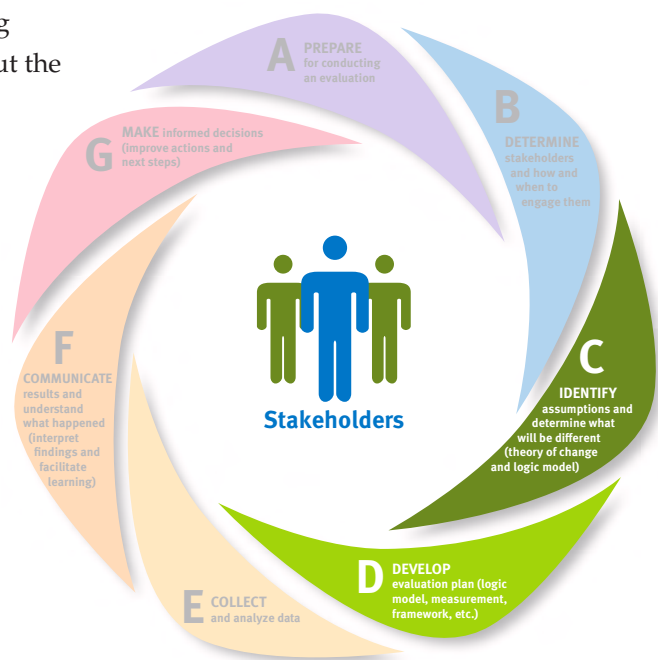 g
ut the
A
PREPARE
for conducting
an evaluation
B
DETERMINE
stakeholders
and how and
when to
engage them
C
IDENTIFY
assumptions and
determine what
will be different
(theory of change
and logic model)
D
DEVELOP
evaluation plan (logic
model, measurement,
framework, etc.)
E
COLLECT
and analyze data
F
COMMUNICATE
results and
understand
what happened
(interpret
findings and
facilitate
learning)
G
MAKE informed decisions
(improve actions and
next steps)
Stakeholders